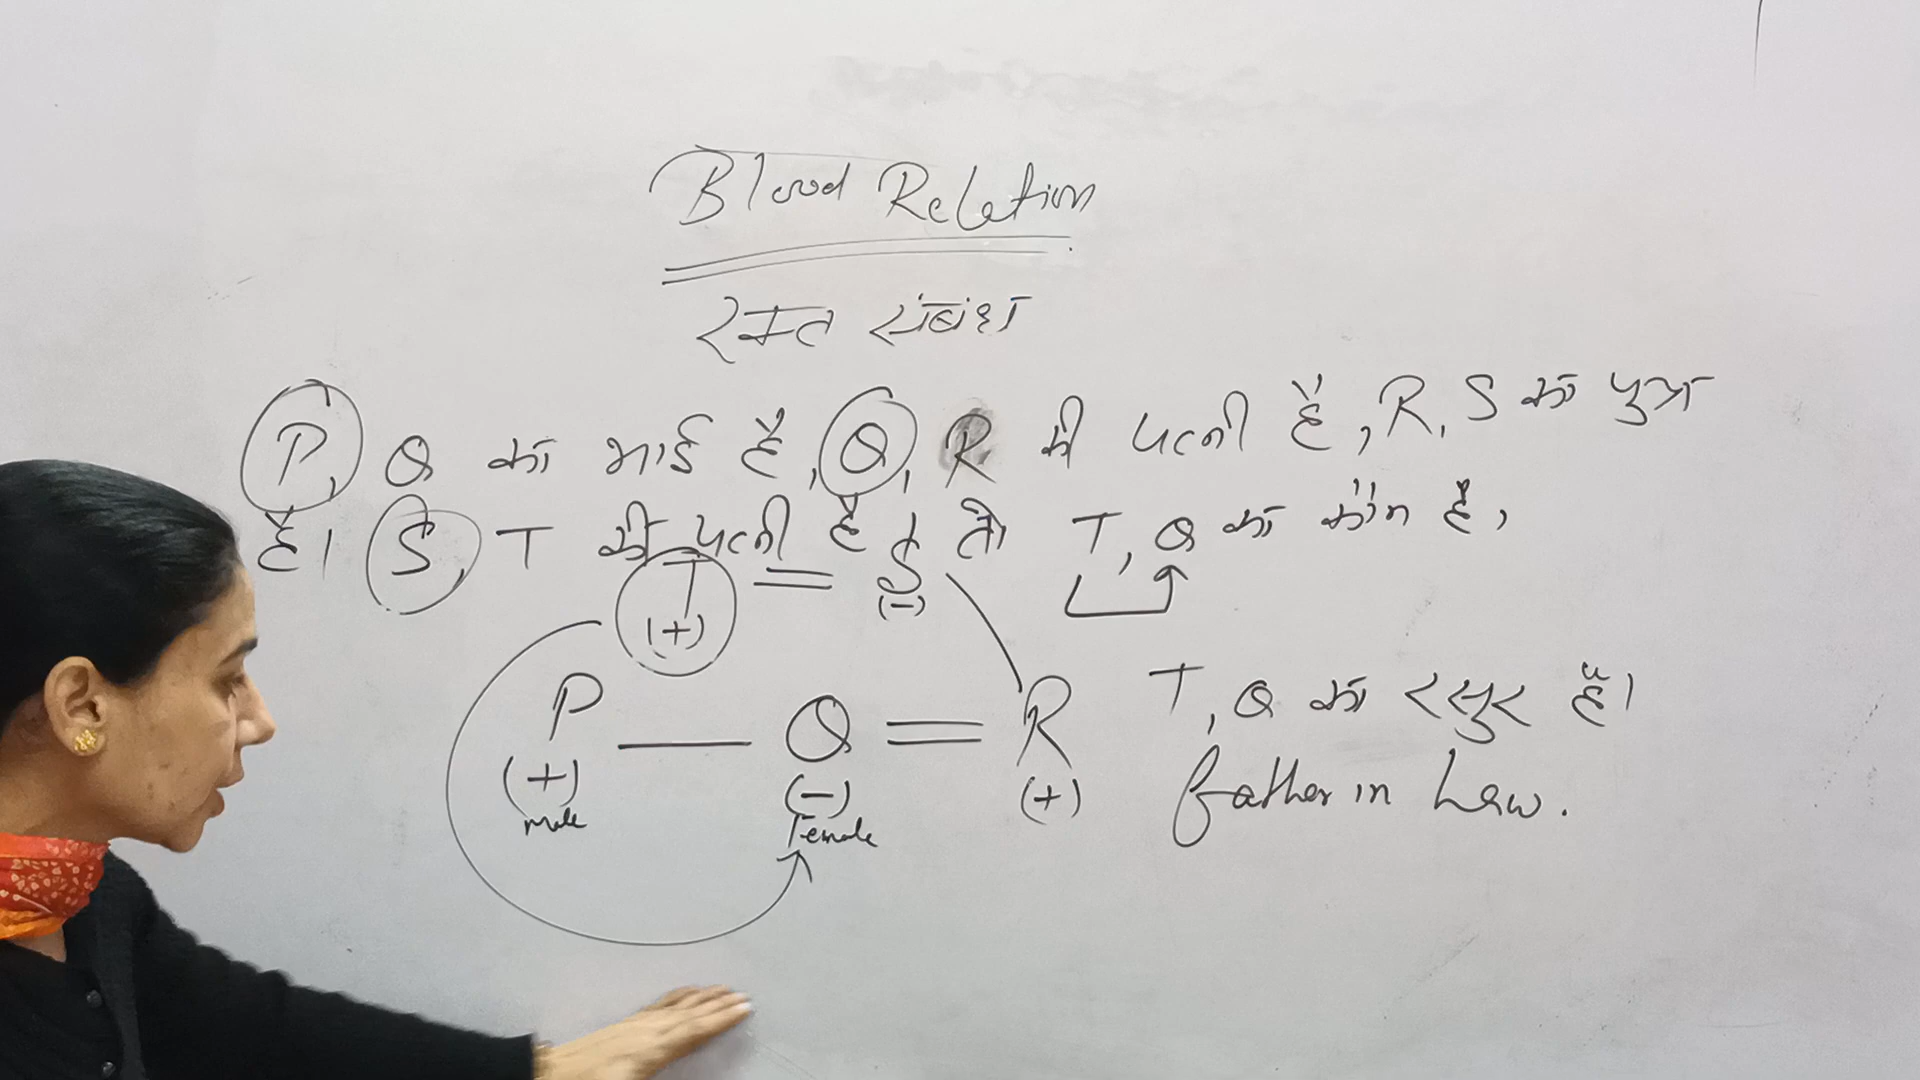 Blood Relation
रक्त संबंध
P, Q का भाई है, Q, R की पत्नी है, R, S का पुत्र
है। S, T की पत्नी है तो T, Q का कौन है,
T = S
(+) (-)
P — Q = R
(+) (-) (+)
male Female
T, Q का ससुर है।
father in Law.